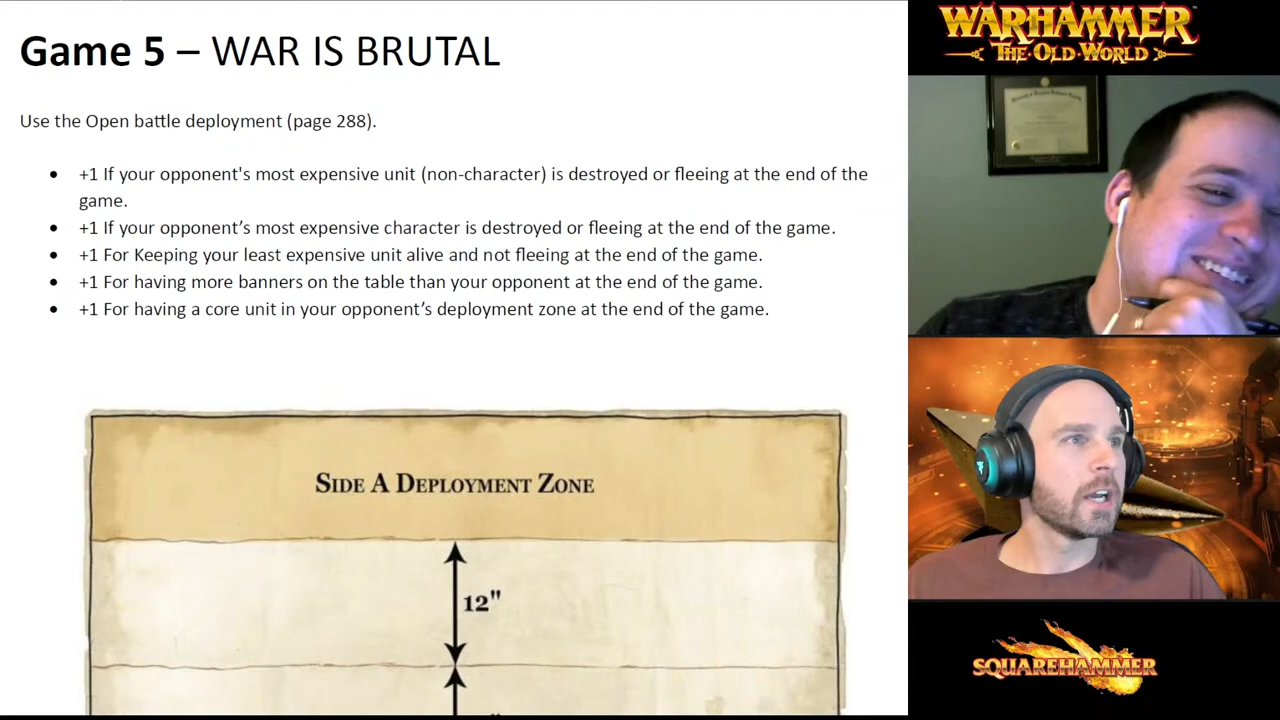 Game 5 – WAR IS BRUTAL
Use the Open battle deployment (page 288).
• +1 If your opponent's most expensive unit (non-character) is destroyed or fleeing at the end of the
game.
• +1 If your opponent’s most expensive character is destroyed or fleeing at the end of the game.
• +1 For Keeping your least expensive unit alive and not fleeing at the end of the game.
• +1 For having more banners on the table than your opponent at the end of the game.
• +1 For having a core unit in your opponent’s deployment zone at the end of the game.
SIDE A DEPLOYMENT ZONE
12"
WARHAMMER
THE OLD WORLD
SQUAREHAMMER